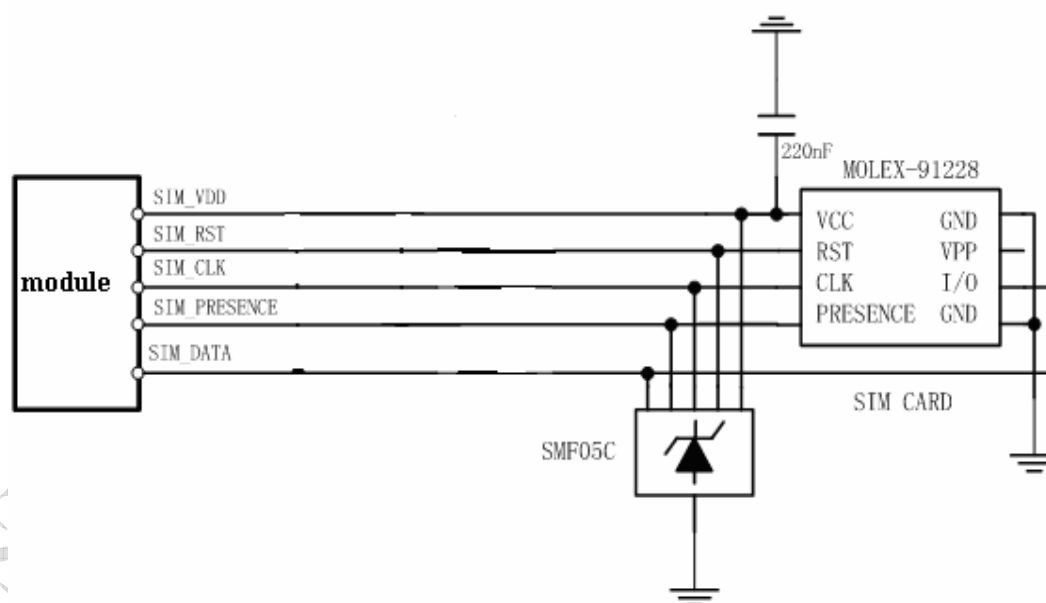 220nF
MOLEX-91228
SIM_VDD
VCC GND
SIM_RST
RST VPP
SIM_CLK
module
CLK I/O
SIM_PRESENCE
PRESENCE GND
SIM_DATA
SIM CARD
SMF05C